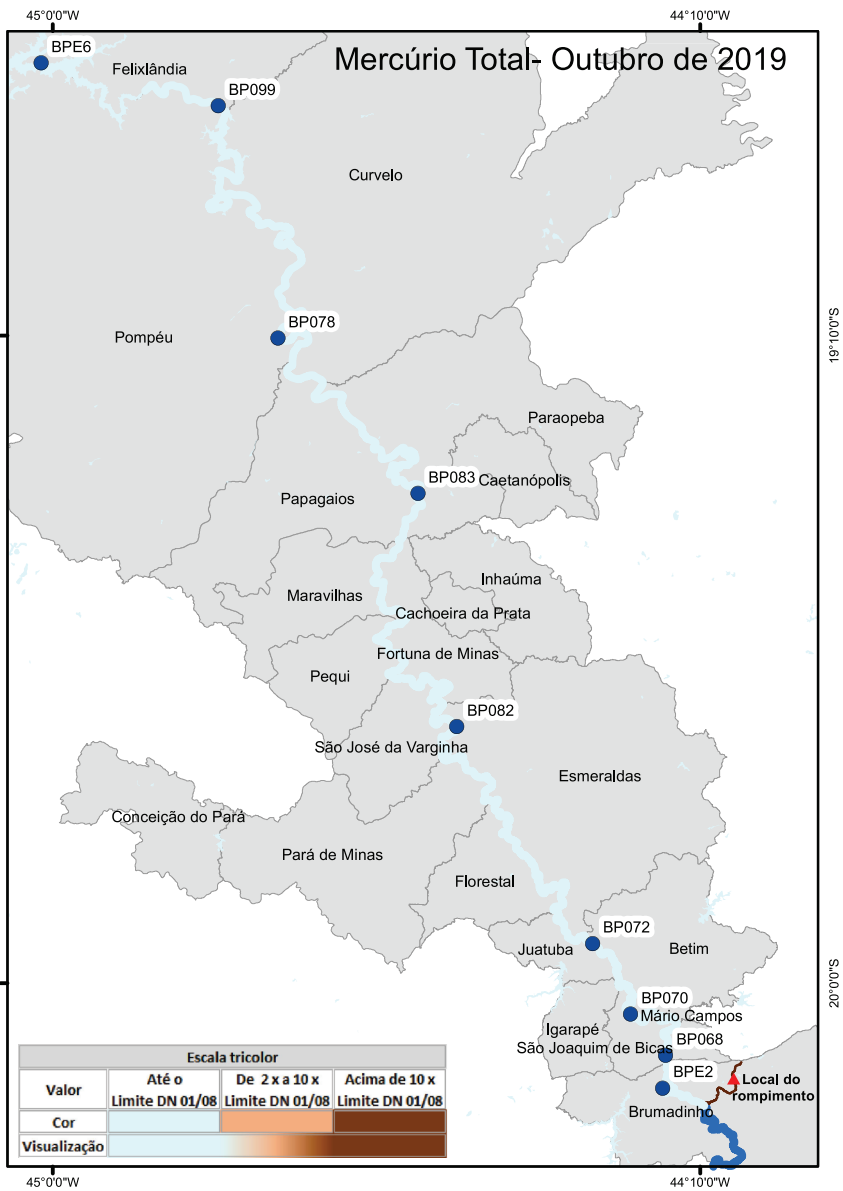 45°0'0"W
44°10'0"W
Mercúrio Total- Outubro de 2019
BPE6
Felixlândia
BP099
Curvelo
BP078
Pompéu
19°10'0"S
Paraopeba
BP083
Caetanópolis
Papagaios
Inhaúma
Maravilhas
Cachoeira da Prata
Fortuna de Minas
Pequi
BP082
São José da Varginha
Esmeraldas
Conceição do Pará
Pará de Minas
Florestal
BP072
Juatuba
Betim
20°0'0"S
BP070
Mário Campos
Igarapé
São Joaquim de Bicas
BP068
BPE2
Local do
rompimento
Brumadinho
Escala tricolor
Valor
Até o
Limite DN 01/08
De 2 x a 10 x
Limite DN 01/08
Acima de 10 x
Limite DN 01/08
Cor
Visualização
45°0'0"W
44°10'0"W